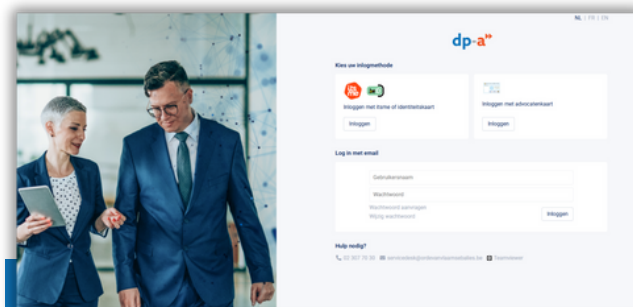 NL | FR | EN
dp-a»
Kies uw inlogmethode
Inloggen met itsme of identiteitskaart
Inloggen met advocatenkaart
Inloggen
Inloggen
Log in met email
Gebruikersnaam
Wachtwoord
Wachtwoord aanvragen
Wijzig wachtwoord
Inloggen
Hulp nodig?
Teamviewer